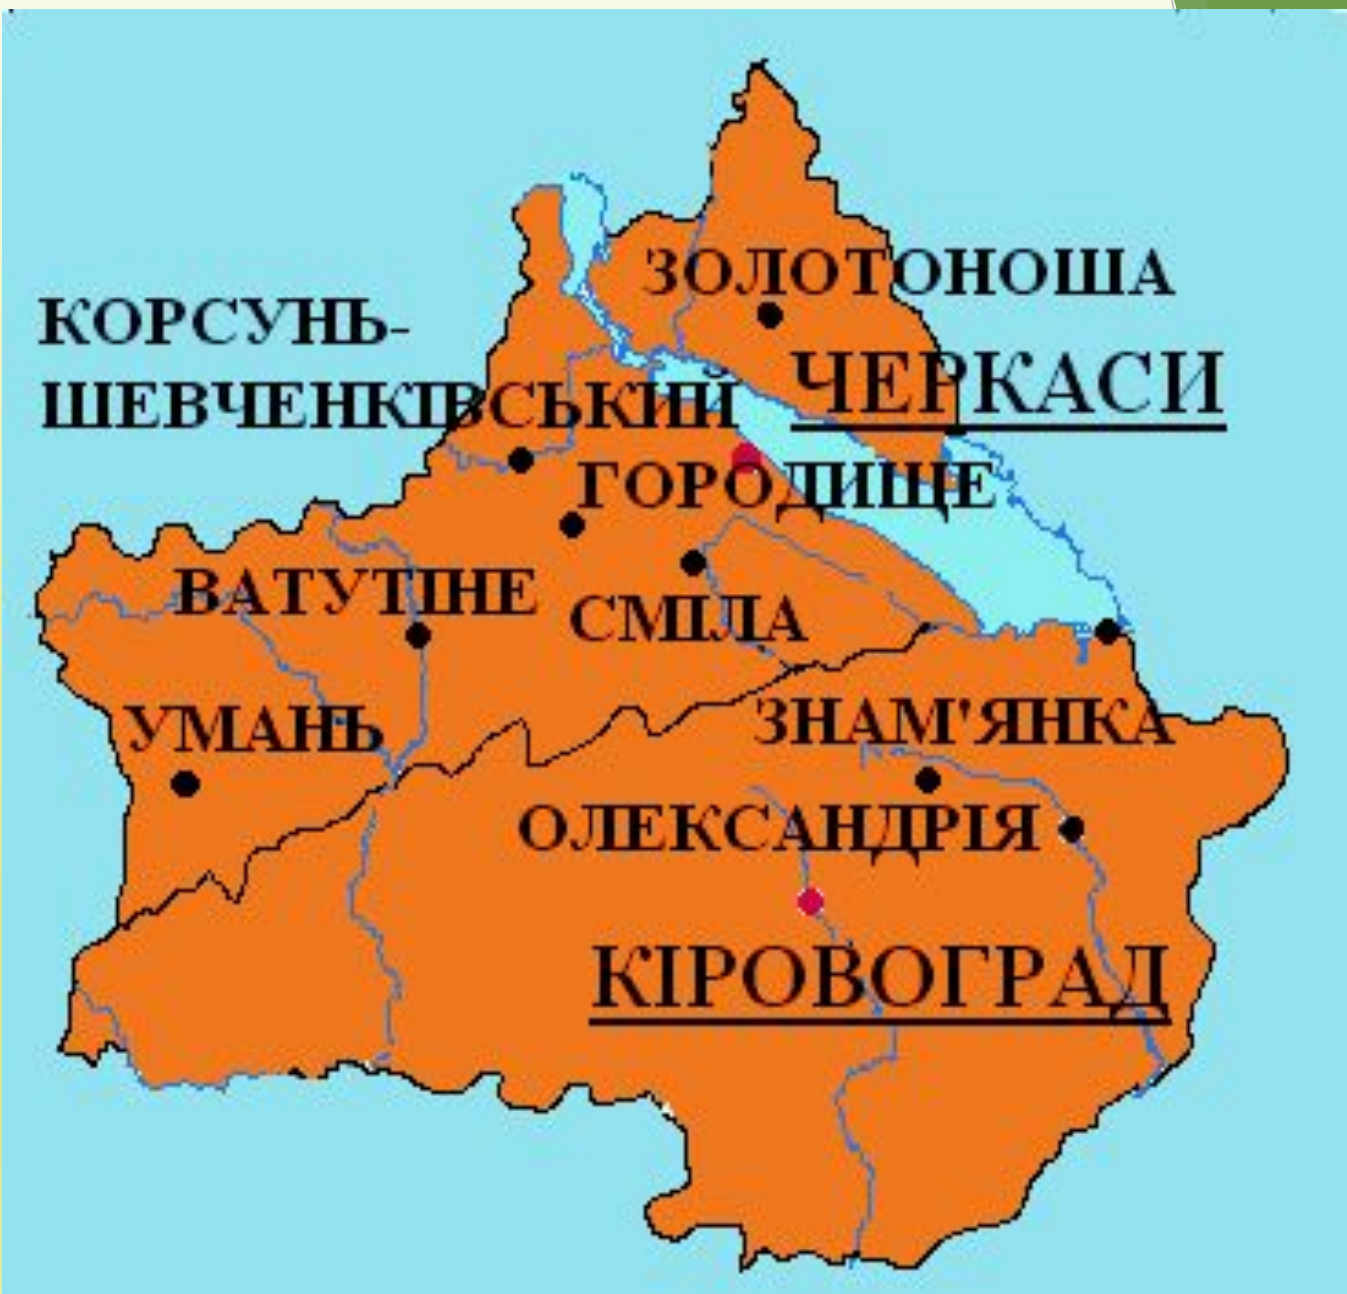 ЗОЛОТОНОША
КОРСУНЬ-
ШЕВЧЕНКІВСЬКИЙ
ЧЕРКАСИ
ГОРОДИЩЕ
ВАТУТІНЕ
СМІЛА
УМАНЬ
ЗНАМ'ЯНКА
ОЛЕКСАНДРІЯ
КІРОВОГРАД